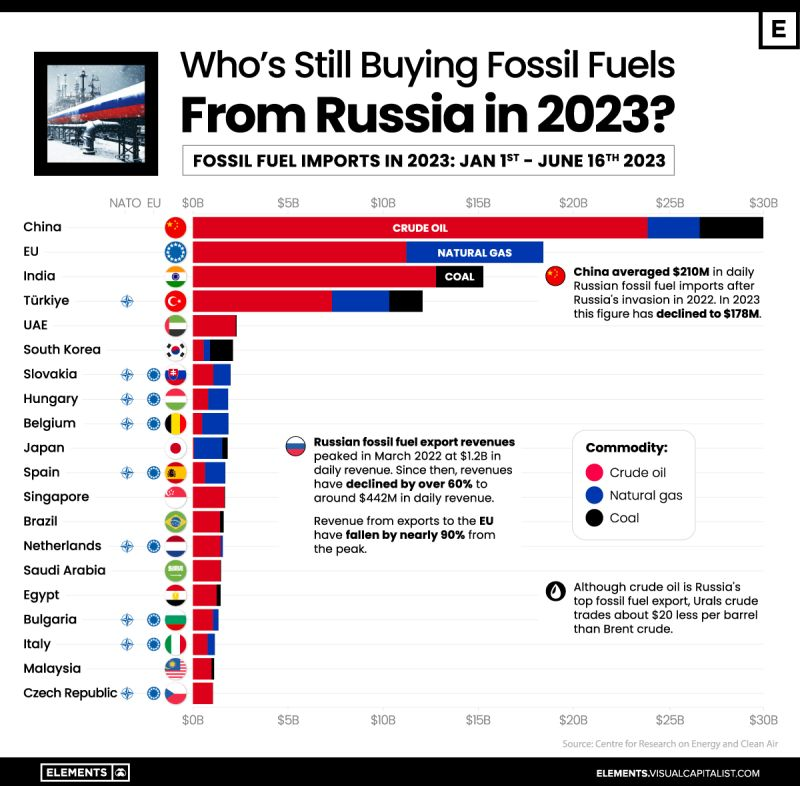 E
Who's Still Buying Fossil Fuels
From Russia in 2023?
FOSSIL FUEL IMPORTS IN 2023: JAN 1ST - JUNE 16TH 2023
NATO EU $0B $5B $10B $15B $20B $25B $30B
China CRUDE OIL
EU NATURAL GAS
India COAL
Türkiye
China averaged $210M in daily
Russian fossil fuel imports after
Russia's invasion in 2022. In 2023
this figure has declined to $178M.
UAE
South Korea
Slovakia
Hungary
Belgium
Japan
Spain
Singapore
Brazil
Netherlands
Saudi Arabia
Egypt
Bulgaria
Italy
Malaysia
Czech Republic
Russian fossil fuel export revenues
peaked in March 2022 at $1.2B in
daily revenue. Since then, revenues
have declined by over 60% to
around $442M in daily revenue.
Revenue from exports to the EU
have fallen by nearly 90% from
the peak.
Commodity:
Crude oil
Natural gas
Coal
Although crude oil is Russia's
top fossil fuel export, Urals crude
trades about $20 less per barrel
than Brent crude.
$0B $5B $10B $15B $20B $25B $30B
Source: Centre for Research on Energy and Clean Air
ELEMENTS
ELEMENTS.VISUALCAPITALIST.COM